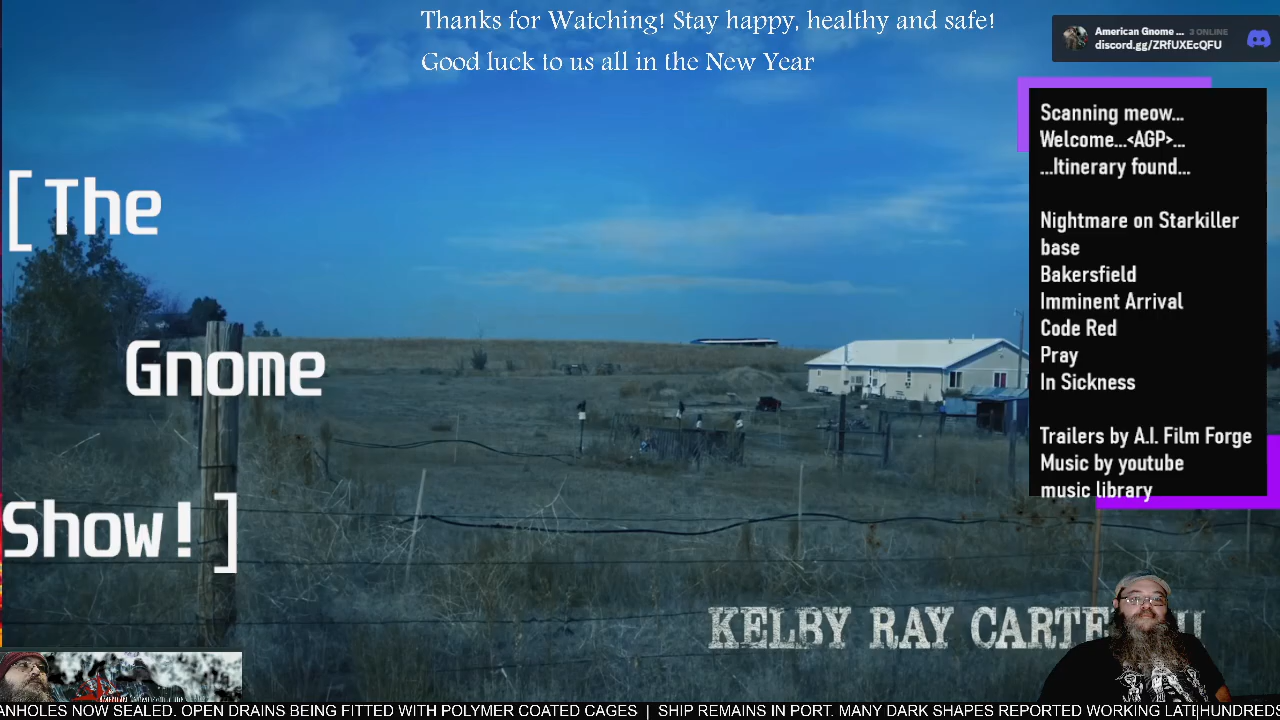 Thanks for Watching! Stay happy, healthy and safe!
Good luck to us all in the New Year
American Gnome ... 3 ONLINE
discord.gg/ZRfUXEcQFU
Scanning meow...
Welcome...<AGP>...
...Itinerary found...
Nightmare on Starkiller
base
Bakersfield
Imminent Arrival
Code Red
Pray
In Sickness
Trailers by A.I. Film Forge
Music by youtube
music library
[The
Gnome
Show!]
KELBY RAY
ANHOLES NOW SEALED. OPEN DRAINS BEING FITTED WITH POLYMER COATED CAGES | SHIP REMAINS IN PORT. MANY DARK SHAPES REPORTED WORKING